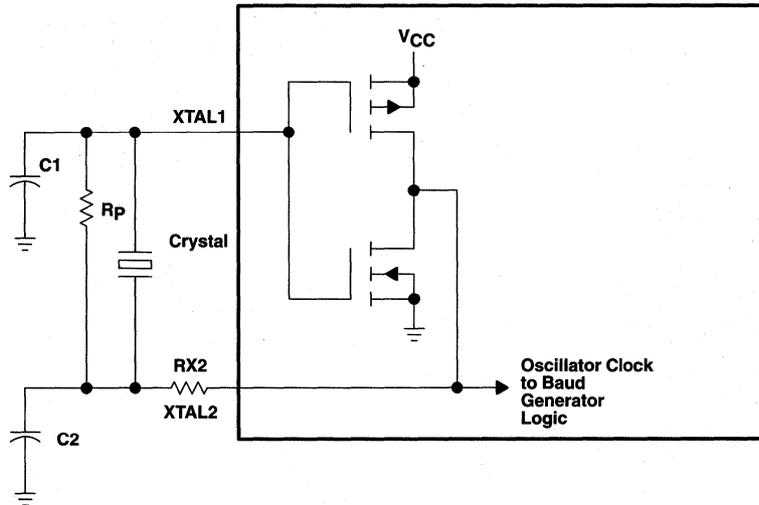 VCC
XTAL1
C1
RP
Crystal
RX2
XTAL2
C2
Oscillator Clock
to Baud
Generator
Logic